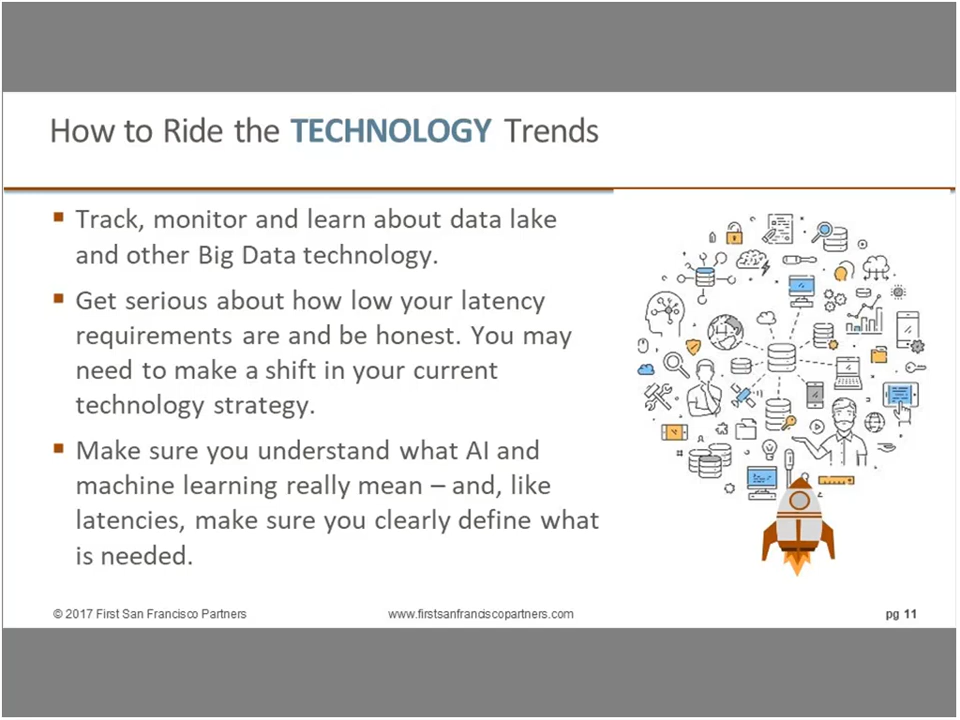 How to Ride the TECHNOLOGY Trends
▪ Track, monitor and learn about data lake
and other Big Data technology.
▪ Get serious about how low your latency
requirements are and be honest. You may
need to make a shift in your current
technology strategy.
▪ Make sure you understand what AI and
machine learning really mean – and, like
latencies, make sure you clearly define what
is needed.
© 2017 First San Francisco Partners
www.firstsanfranciscopartners.com
pg 11